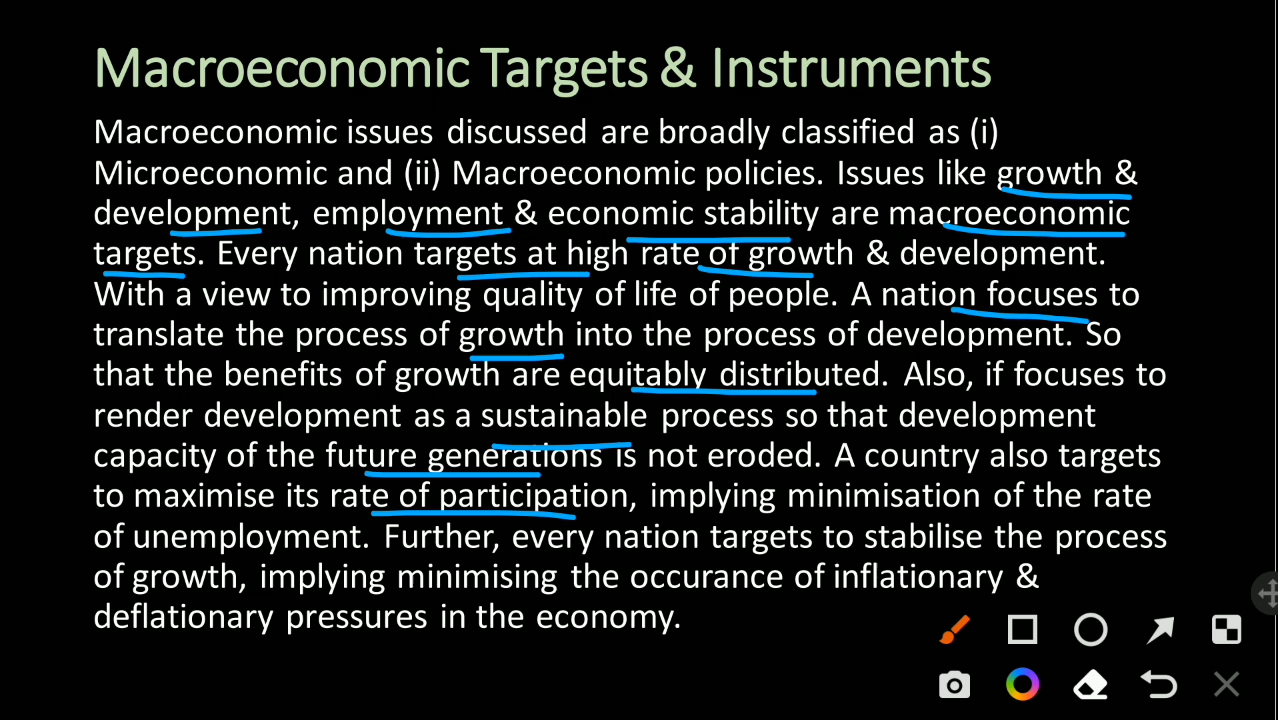 Macroeconomic Targets & Instruments
Macroeconomic issues discussed are broadly classified as (i)
Microeconomic and (ii) Macroeconomic policies. Issues like growth &
development, employment & economic stability are macroeconomic
targets. Every nation targets at high rate of growth & development.
With a view to improving quality of life of people. A nation focuses to
translate the process of growth into the process of development. So
that the benefits of growth are equitably distributed. Also, if focuses to
render development as a sustainable process so that development
capacity of the future generations is not eroded. A country also targets
to maximise its rate of participation, implying minimisation of the rate
of unemployment. Further, every nation targets to stabilise the process
of growth, implying minimising the occurance of inflationary &
deflationary pressures in the economy.